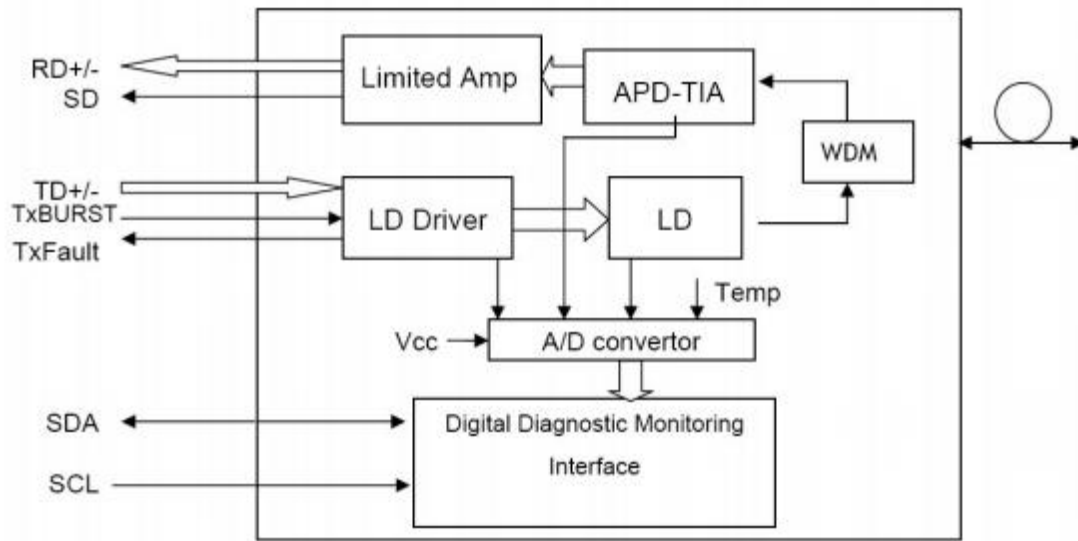 RD+/-
SD
Limited Amp
APD-TIA
WDM
TD+/-
TxBURST
TxFault
LD Driver
LD
Temp
Vcc
A/D convertor
SDA
SCL
Digital Diagnostic Monitoring
Interface